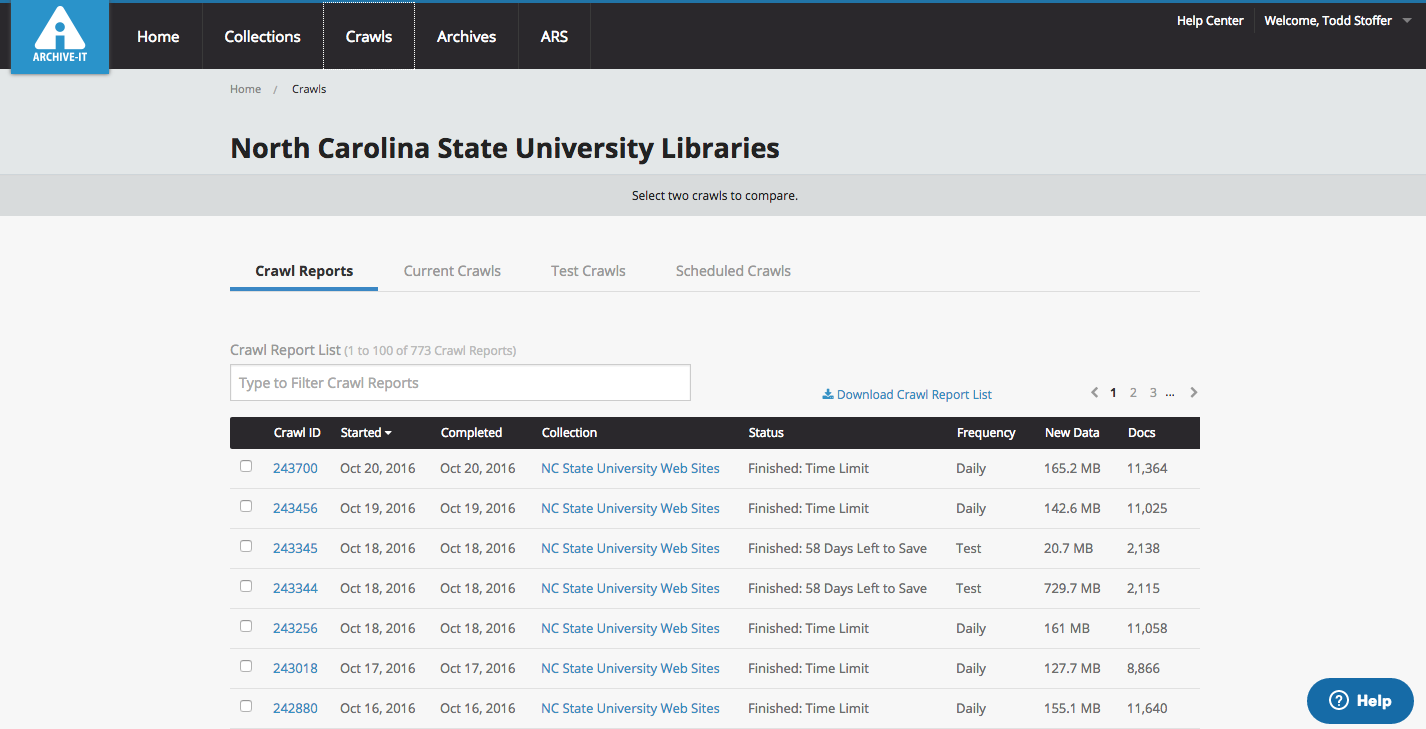 Home Collections Crawls Archives ARS Help Center Welcome, Todd Stoffer
ARCHIVE-IT
Home / Crawls
North Carolina State University Libraries
Select two crawls to compare.
Crawl Reports Current Crawls Test Crawls Scheduled Crawls
Crawl Report List (1 to 100 of 773 Crawl Reports)
Type to Filter Crawl Reports
Download Crawl Report List 1 2 3 ...
Crawl ID Started Completed Collection Status Frequency New Data Docs
243700 Oct 20, 2016 Oct 20, 2016 NC State University Web Sites Finished: Time Limit Daily 165.2 MB 11,364
243456 Oct 19, 2016 Oct 19, 2016 NC State University Web Sites Finished: Time Limit Daily 142.6 MB 11,025
243345 Oct 18, 2016 Oct 18, 2016 NC State University Web Sites Finished: 58 Days Left to Save Test 20.7 MB 2,138
243344 Oct 18, 2016 Oct 18, 2016 NC State University Web Sites Finished: 58 Days Left to Save Test 729.7 MB 2,115
243256 Oct 18, 2016 Oct 18, 2016 NC State University Web Sites Finished: Time Limit Daily 161 MB 11,058
243018 Oct 17, 2016 Oct 17, 2016 NC State University Web Sites Finished: Time Limit Daily 127.7 MB 8,866
242880 Oct 16, 2016 Oct 16, 2016 NC State University Web Sites Finished: Time Limit Daily 155.1 MB 11,640
? Help